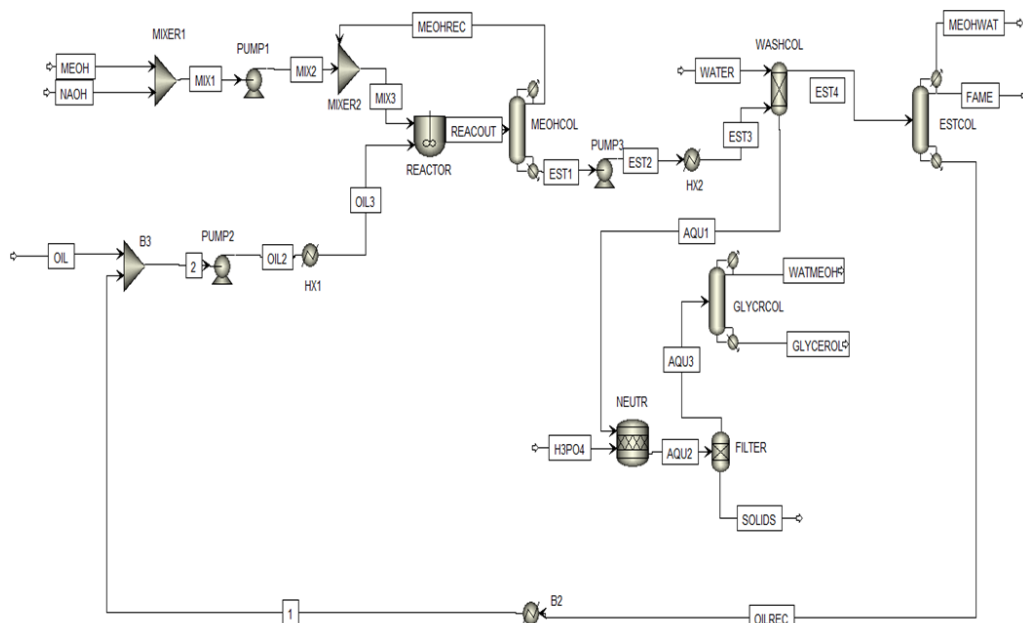 MEOHREC
MEOHWAT
MIXER1
WASHCOL
PUMP1
MEOH
MIX2
WATER
FAME
MIX1
EST4
NAOH
MIXER2
MIX3
ESTCOL
REACOUT
MEOHCOL
EST3
PUMP3
EST2
REACTOR
EST1
HX2
OIL3
AQU1
B3
PUMP2
OIL
2
OIL2
WATMEOH
HX1
GLYCRCOL
GLYCEROL
AQU3
NEUTR
H3PO4
AQU2
FILTER
SOLIDS
B2
1
OILREC